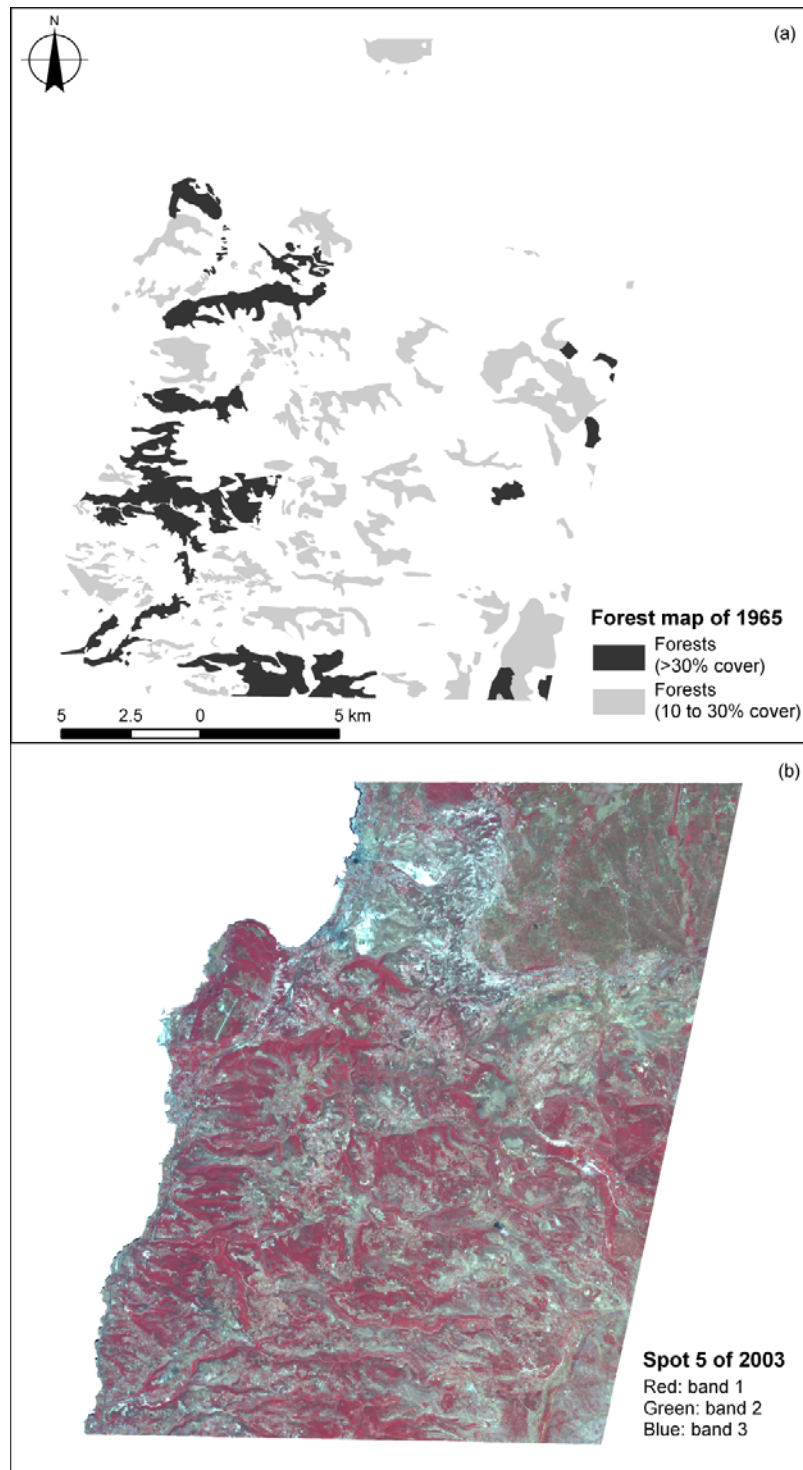 N
(a)
Forest map of 1965
Forests
(>30% cover)
Forests
(10 to 30% cover)
5 2.5 0 5 km
(b)
Spot 5 of 2003
Red: band 1
Green: band 2
Blue: band 3